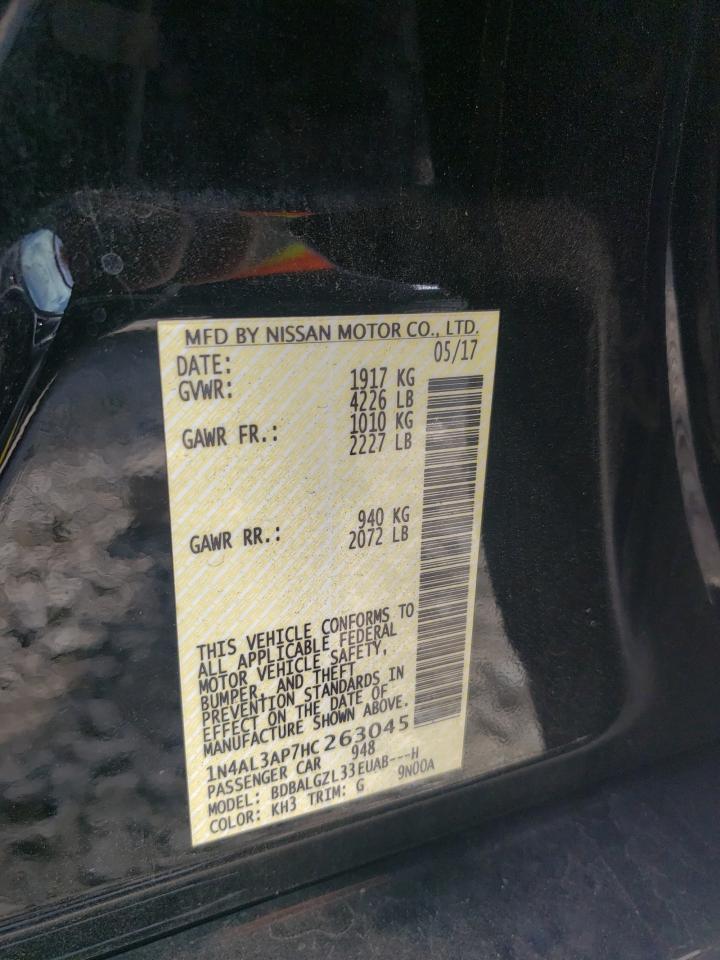 MFD BY NISSAN MOTOR CO., LTD.
DATE: 05/17
GVWR: 1917 KG
4226 LB
GAWR FR.: 1010 KG
2227 LB
GAWR RR.: 940 KG
2072 LB
THIS VEHICLE CONFORMS TO
ALL APPLICABLE FEDERAL
MOTOR VEHICLE SAFETY,
BUMPER, AND THEFT
PREVENTION STANDARDS IN
EFFECT ON THE DATE OF
MANUFACTURE SHOWN ABOVE.
1N4AL3AP7HC263045
PASSENGER CAR 948
MODEL: BDBALGZL33EUAB---H
COLOR: KH3 TRIM: G 9N00A